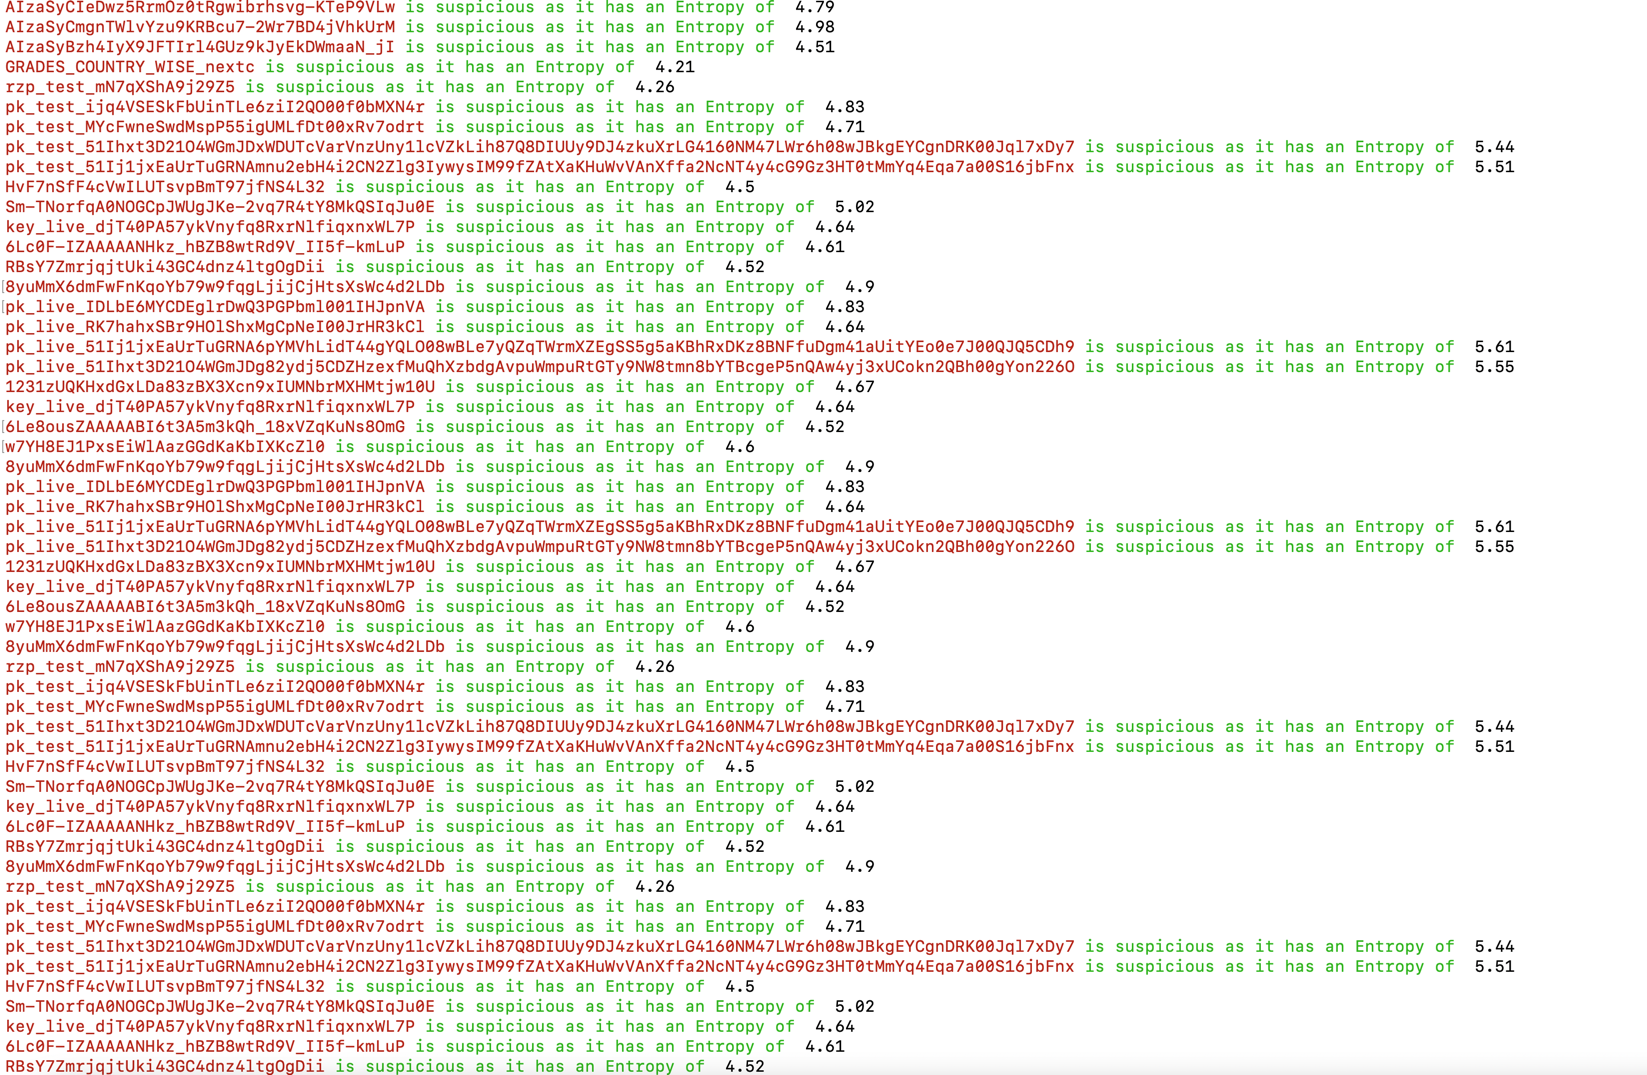 AIzaSyCIeDwz5RrmOz0tRgwibrhsvg-KTeP9VLw is suspicious as it has an Entropy of 4.79
AIzaSyCmgnTWlvYzu9KRBcu7-2Wr7BD4jVhkUrM is suspicious as it has an Entropy of 4.98
AIzaSyBzh4IyX9JFTIrl4GUz9kJyEkDWmaaN_jI is suspicious as it has an Entropy of 4.51
GRADES_COUNTRY_WISE_nextc is suspicious as it has an Entropy of 4.21
rzp_test_mN7qXShA9j29Z5 is suspicious as it has an Entropy of 4.26
pk_test_ijq4VSESkFbUinTLe6ziI2QO00f0bMXN4r is suspicious as it has an Entropy of 4.83
pk_test_MYcFwneSwdMspP55igUMLfDt00xRv7odrt is suspicious as it has an Entropy of 4.71
pk_test_51Ihxt3D21O4WGmJDxWDUTcVarVnzUny1lcVZkLih87Q8DIUUy9DJ4zkuXrLG4160NM47LWr6h08wJBkgEYCgnDRK00Jql7xDy7 is suspicious as it has an Entropy of 5.44
pk_test_51Ij1jxEaUrTuGRNAmnu2ebH4i2CN2Zlg3IywysIM99fZAtXaKHuWvVAnXffa2NcNT4y4cG9Gz3HT0tMmYq4Eqa7a00S16jbFnx is suspicious as it has an Entropy of 5.51
HvF7nSfF4cVwILUTsvpBmT97jfNS4L32 is suspicious as it has an Entropy of 4.5
Sm-TNorfqA0NOGCpJWUgJKe-2vq7R4tY8MkQSIqJu0E is suspicious as it has an Entropy of 5.02
key_live_djT40PA57ykVnyfq8RxrNlfiqxnxWL7P is suspicious as it has an Entropy of 4.64
6Lc0F-IZAAAAANHkz_hBZB8wtRd9V_II5f-kmLuP is suspicious as it has an Entropy of 4.61
RBsY7ZmrjqjtUki43GC4dnz4ltgOgDii is suspicious as it has an Entropy of 4.52
8yuMmX6dmFwFnKqoYb79w9fqgLjijCjHtsXsWc4d2LDb is suspicious as it has an Entropy of 4.9
pk_live_IDLbE6MYCDEglrDwQ3PGPbml001IHJpnVA is suspicious as it has an Entropy of 4.83
pk_live_RK7hahxSBr9HOlShxMgCpNeI00JrHR3kCl is suspicious as it has an Entropy of 4.64
pk_live_51Ij1jxEaUrTuGRNA6pYMVhLidT44gYQLO08wBLe7yQZqTWrmXZEgSS5g5aKBhRxDKz8BNFfuDgm41aUitYEo0e7J00QJQ5CDh9 is suspicious as it has an Entropy of 5.61
pk_live_51Ihxt3D21O4WGmJDg82ydj5CDZHzexfMuQhXzbdgAvpuWmpuRtGTy9NW8tmn8bYTBcgeP5nQAw4yj3xUCokn2QBh00gYon226O is suspicious as it has an Entropy of 5.55
1231zUQKHxdGxLDa83zBX3Xcn9xIUMNbrMXHMtjw10U is suspicious as it has an Entropy of 4.67
key_live_djT40PA57ykVnyfq8RxrNlfiqxnxWL7P is suspicious as it has an Entropy of 4.64
6Le8ousZAAAAABI6t3A5m3kQh_18xVZqKuNs8OmG is suspicious as it has an Entropy of 4.52
w7YH8EJ1PxsEiWlAazGGdKaKbIXKcZl0 is suspicious as it has an Entropy of 4.6
8yuMmX6dmFwFnKqoYb79w9fqgLjijCjHtsXsWc4d2LDb is suspicious as it has an Entropy of 4.9
pk_live_IDLbE6MYCDEglrDwQ3PGPbml001IHJpnVA is suspicious as it has an Entropy of 4.83
pk_live_RK7hahxSBr9HOlShxMgCpNeI00JrHR3kCl is suspicious as it has an Entropy of 4.64
pk_live_51Ij1jxEaUrTuGRNA6pYMVhLidT44gYQLO08wBLe7yQZqTWrmXZEgSS5g5aKBhRxDKz8BNFfuDgm41aUitYEo0e7J00QJQ5CDh9 is suspicious as it has an Entropy of 5.61
pk_live_51Ihxt3D21O4WGmJDg82ydj5CDZHzexfMuQhXzbdgAvpuWmpuRtGTy9NW8tmn8bYTBcgeP5nQAw4yj3xUCokn2QBh00gYon226O is suspicious as it has an Entropy of 5.55
1231zUQKHxdGxLDa83zBX3Xcn9xIUMNbrMXHMtjw10U is suspicious as it has an Entropy of 4.67
key_live_djT40PA57ykVnyfq8RxrNlfiqxnxWL7P is suspicious as it has an Entropy of 4.64
6Le8ousZAAAAABI6t3A5m3kQh_18xVZqKuNs8OmG is suspicious as it has an Entropy of 4.52
w7YH8EJ1PxsEiWlAazGGdKaKbIXKcZl0 is suspicious as it has an Entropy of 4.6
8yuMmX6dmFwFnKqoYb79w9fqgLjijCjHtsXsWc4d2LDb is suspicious as it has an Entropy of 4.9
rzp_test_mN7qXShA9j29Z5 is suspicious as it has an Entropy of 4.26
pk_test_ijq4VSESkFbUinTLe6ziI2QO00f0bMXN4r is suspicious as it has an Entropy of 4.83
pk_test_MYcFwneSwdMspP55igUMLfDt00xRv7odrt is suspicious as it has an Entropy of 4.71
pk_test_51Ihxt3D21O4WGmJDxWDUTcVarVnzUny1lcVZkLih87Q8DIUUy9DJ4zkuXrLG4160NM47LWr6h08wJBkgEYCgnDRK00Jql7xDy7 is suspicious as it has an Entropy of 5.44
pk_test_51Ij1jxEaUrTuGRNAmnu2ebH4i2CN2Zlg3IywysIM99fZAtXaKHuWvVAnXffa2NcNT4y4cG9Gz3HT0tMmYq4Eqa7a00S16jbFnx is suspicious as it has an Entropy of 5.51
HvF7nSfF4cVwILUTsvpBmT97jfNS4L32 is suspicious as it has an Entropy of 4.5
Sm-TNorfqA0NOGCpJWUgJKe-2vq7R4tY8MkQSIqJu0E is suspicious as it has an Entropy of 5.02
key_live_djT40PA57ykVnyfq8RxrNlfiqxnxWL7P is suspicious as it has an Entropy of 4.64
6Lc0F-IZAAAAANHkz_hBZB8wtRd9V_II5f-kmLuP is suspicious as it has an Entropy of 4.61
RBsY7ZmrjqjtUki43GC4dnz4ltgOgDii is suspicious as it has an Entropy of 4.52
8yuMmX6dmFwFnKqoYb79w9fqgLjijCjHtsXsWc4d2LDb is suspicious as it has an Entropy of 4.9
rzp_test_mN7qXShA9j29Z5 is suspicious as it has an Entropy of 4.26
pk_test_ijq4VSESkFbUinTLe6ziI2QO00f0bMXN4r is suspicious as it has an Entropy of 4.83
pk_test_MYcFwneSwdMspP55igUMLfDt00xRv7odrt is suspicious as it has an Entropy of 4.71
pk_test_51Ihxt3D21O4WGmJDxWDUTcVarVnzUny1lcVZkLih87Q8DIUUy9DJ4zkuXrLG4160NM47LWr6h08wJBkgEYCgnDRK00Jql7xDy7 is suspicious as it has an Entropy of 5.44
pk_test_51Ij1jxEaUrTuGRNAmnu2ebH4i2CN2Zlg3IywysIM99fZAtXaKHuWvVAnXffa2NcNT4y4cG9Gz3HT0tMmYq4Eqa7a00S16jbFnx is suspicious as it has an Entropy of 5.51
HvF7nSfF4cVwILUTsvpBmT97jfNS4L32 is suspicious as it has an Entropy of 4.5
Sm-TNorfqA0NOGCpJWUgJKe-2vq7R4tY8MkQSIqJu0E is suspicious as it has an Entropy of 5.02
key_live_djT40PA57ykVnyfq8RxrNlfiqxnxWL7P is suspicious as it has an Entropy of 4.64
6Lc0F-IZAAAAANHkz_hBZB8wtRd9V_II5f-kmLuP is suspicious as it has an Entropy of 4.61
RBsY7ZmrjqjtUki43GC4dnz4ltgOgDii is suspicious as it has an Entropy of 4.52